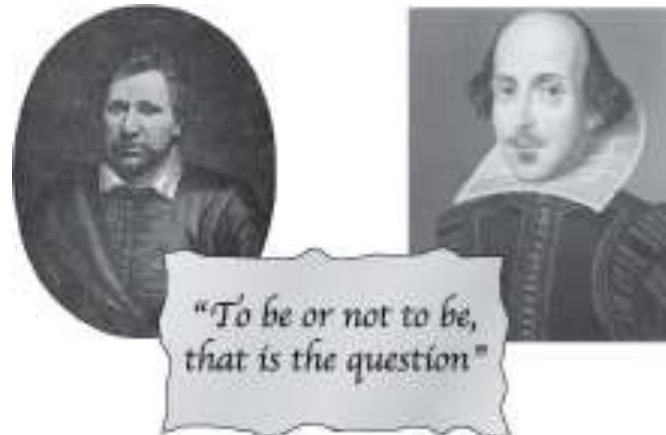 “To be or not to be,
that is the question”